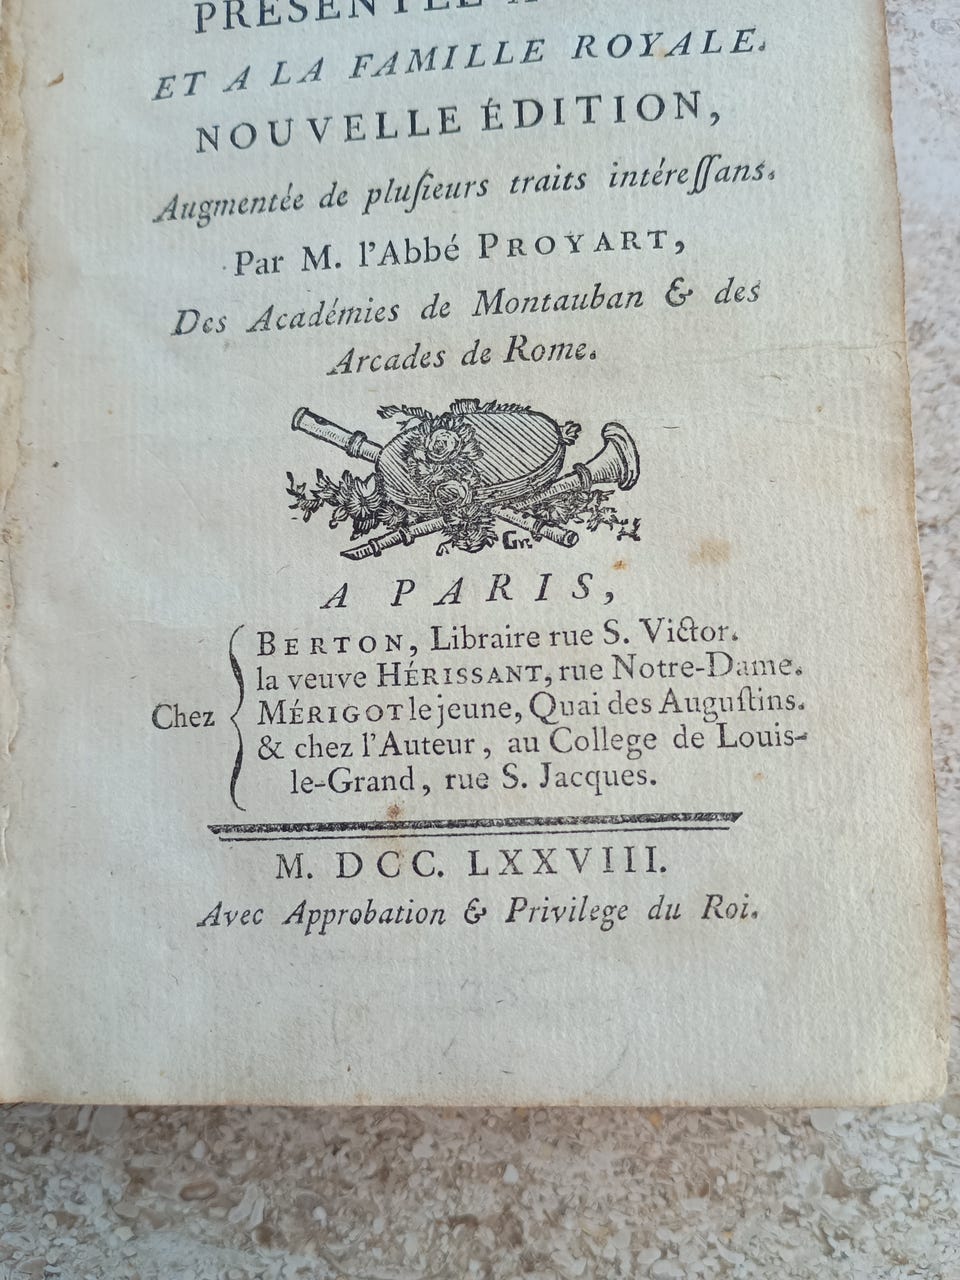 PRÉSENTÉE A
ET A LA FAMILLE ROYALE.
NOUVELLE ÉDITION,
Augmentée de pluſieurs traits intéreſſans.
Par M. l'Abbé PROYART,
Des Académies de Montauban & des
Arcades de Rome.
Gr.
A PARIS,
BERTON, Libraire rue S. Victor.
la veuve HÉRISSANT, rue Notre-Dame.
Chez MÉRIGOT le jeune, Quai des Auguſtins.
& chez l'Auteur, au College de Louis-
le-Grand, rue S. Jacques.
M. DCC. LXXVIII.
Avec Approbation & Privilege du Roi.